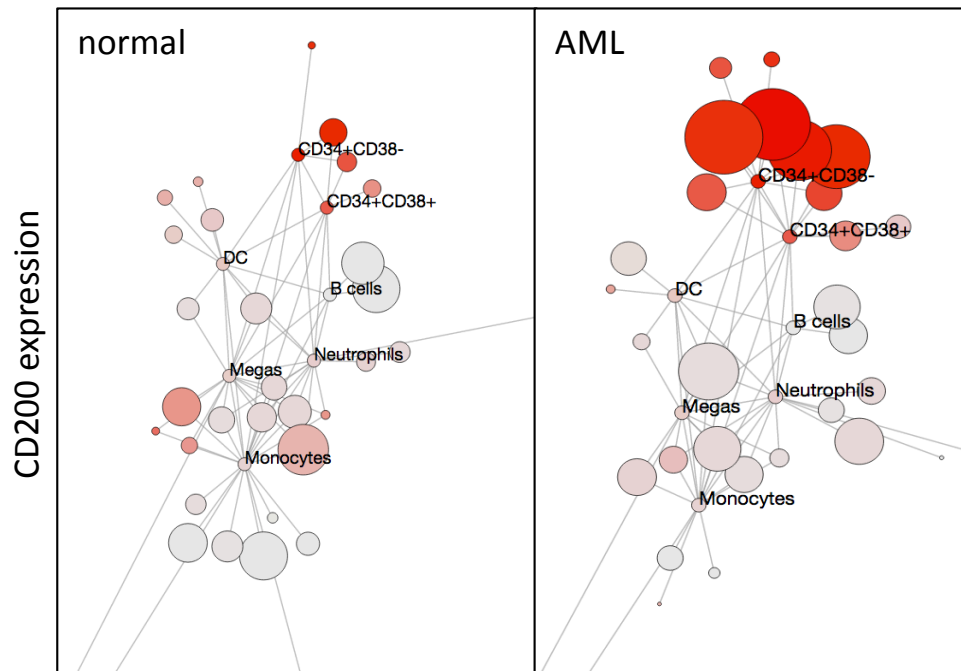 normal
AML
CD200 expression
CD34+CD38-
CD34+CD38+
DC
B cells
Neutrophils
Megas
Monocytes
CD34+CD38-
CD34+CD38+
DC
B cells
Neutrophils
Megas
Monocytes